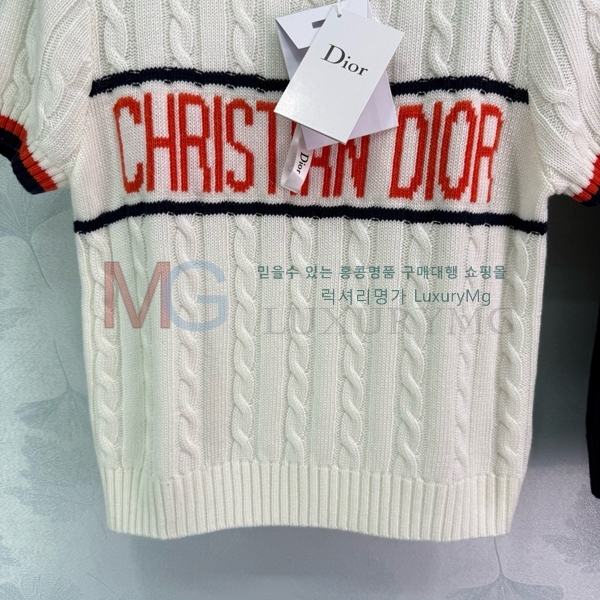 Dior
CHRISTIAN DIOR
Dior
믿을수 있는 홍콩명품 구매대행 쇼핑몰
MG
럭셔리명가 LuxuryMg
LUXURYMG